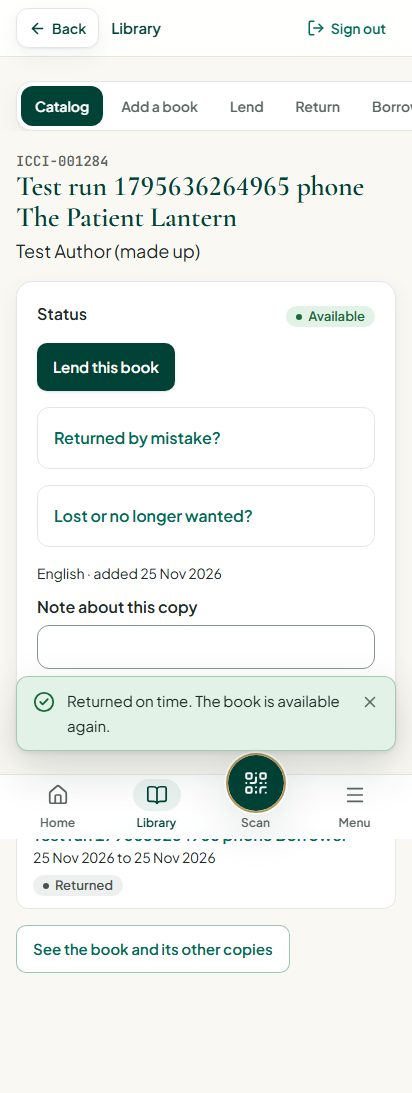 Back
Library
Sign out
Catalog
Add a book
Lend
Return
ICCI-001284
Test run 1795636264965 phone
The Patient Lantern
Test Author (made up)
Status
Available
Lend this book
Returned by mistake?
Lost or no longer wanted?
English · added 25 Nov 2026
Note about this copy
Returned on time. The book is available
again.
Home
Library
Scan
Menu
25 Nov 2026 to 25 Nov 2026
Returned
See the book and its other copies